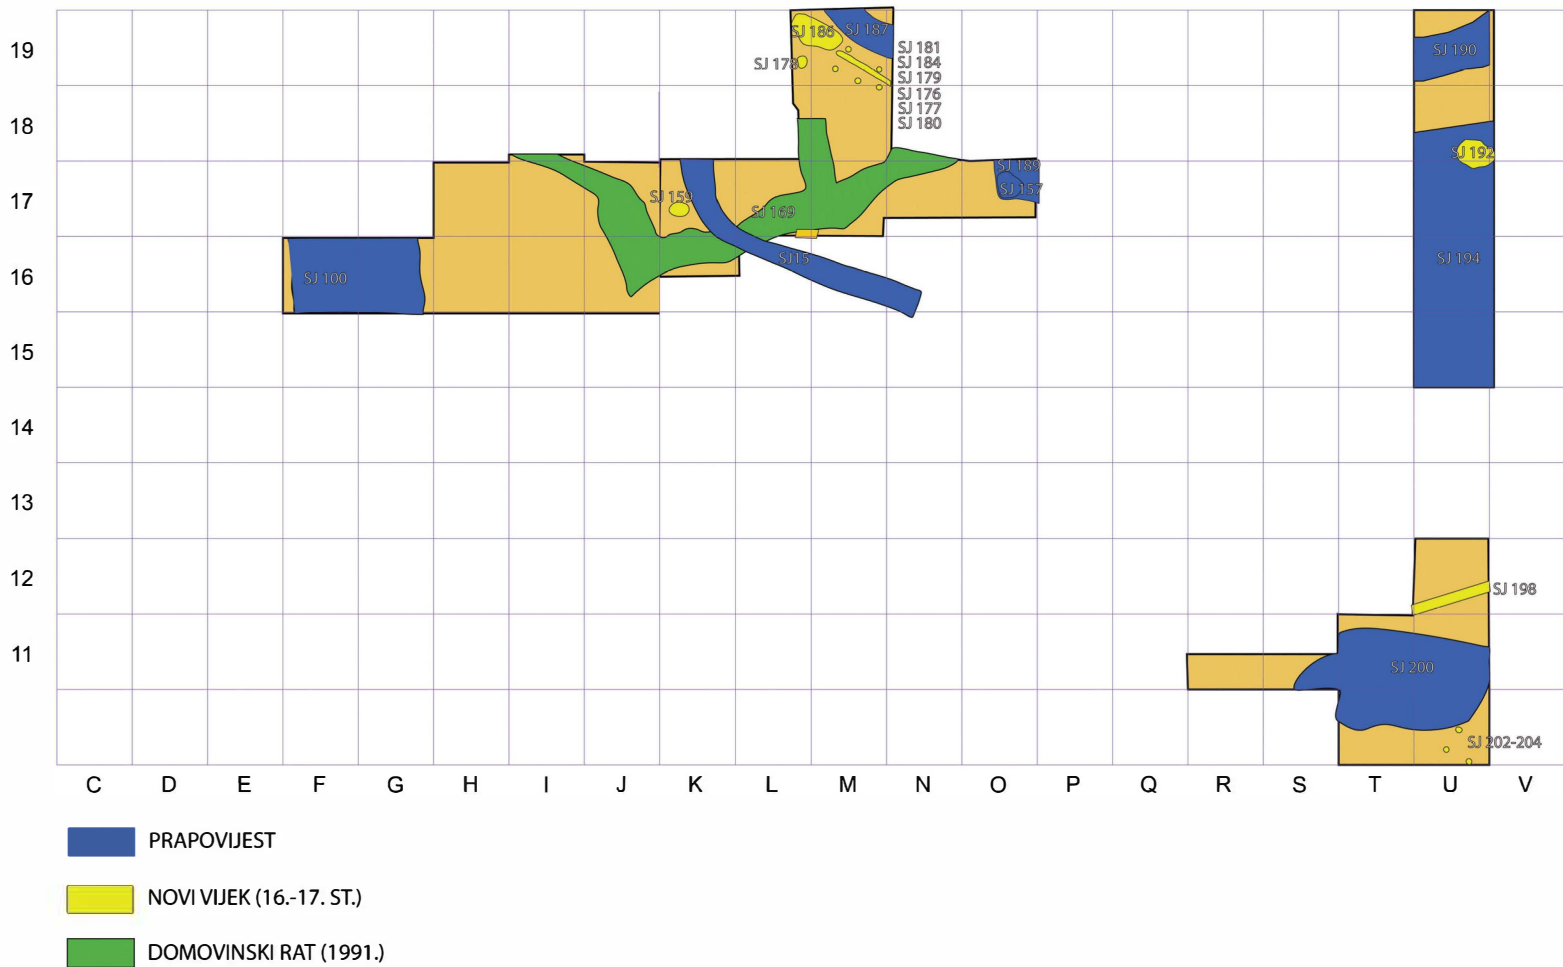 19
SJ 186
SJ 187
SJ 181
SJ 190
SJ 178
SJ 184
SJ 179
SJ 176
SJ 177
SJ 180
18
SJ 192
SJ 189
SJ 157
17
SJ 159
SJ 169
16
SJ 100
SJ15
SJ 194
15
14
13
12
SJ 198
11
SJ 200
SJ 202-204
C D E F G H I J K L M N O P Q R S T U V
PRAPOVIJEST
NOVI VIJEK (16.-17. ST.)
DOMOVINSKI RAT (1991.)